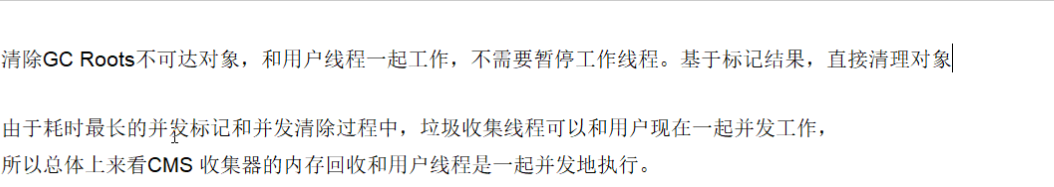 清除GC Roots不可达对象，和用户线程一起工作，不需要暂停工作线程。基于标记结果，直接清理对象
由于耗时最长的并发标记和并发清除过程中，垃圾收集线程可以和用户现在一起并发工作，
所以总体上来看CMS 收集器的内存回收和用户线程是一起并发地执行。